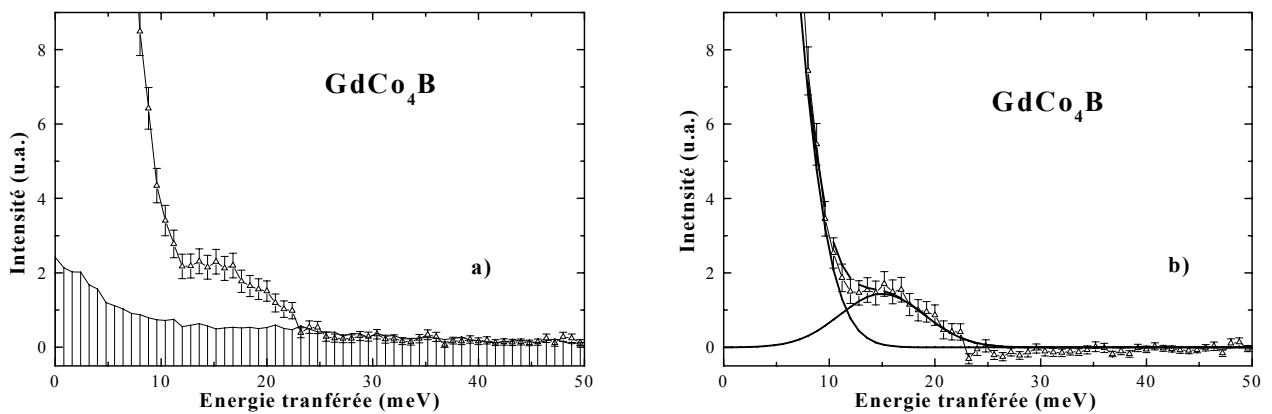 8
6
4
2
0
Intensité (u.a.)
GdCo4B
a)
0 10 20 30 40 50
Energie tranférée (meV)
8
6
4
2
0
Inetnsité (u.a.)
GdCo4B
b)
0 10 20 30 40 50
Energie tranférée (meV)